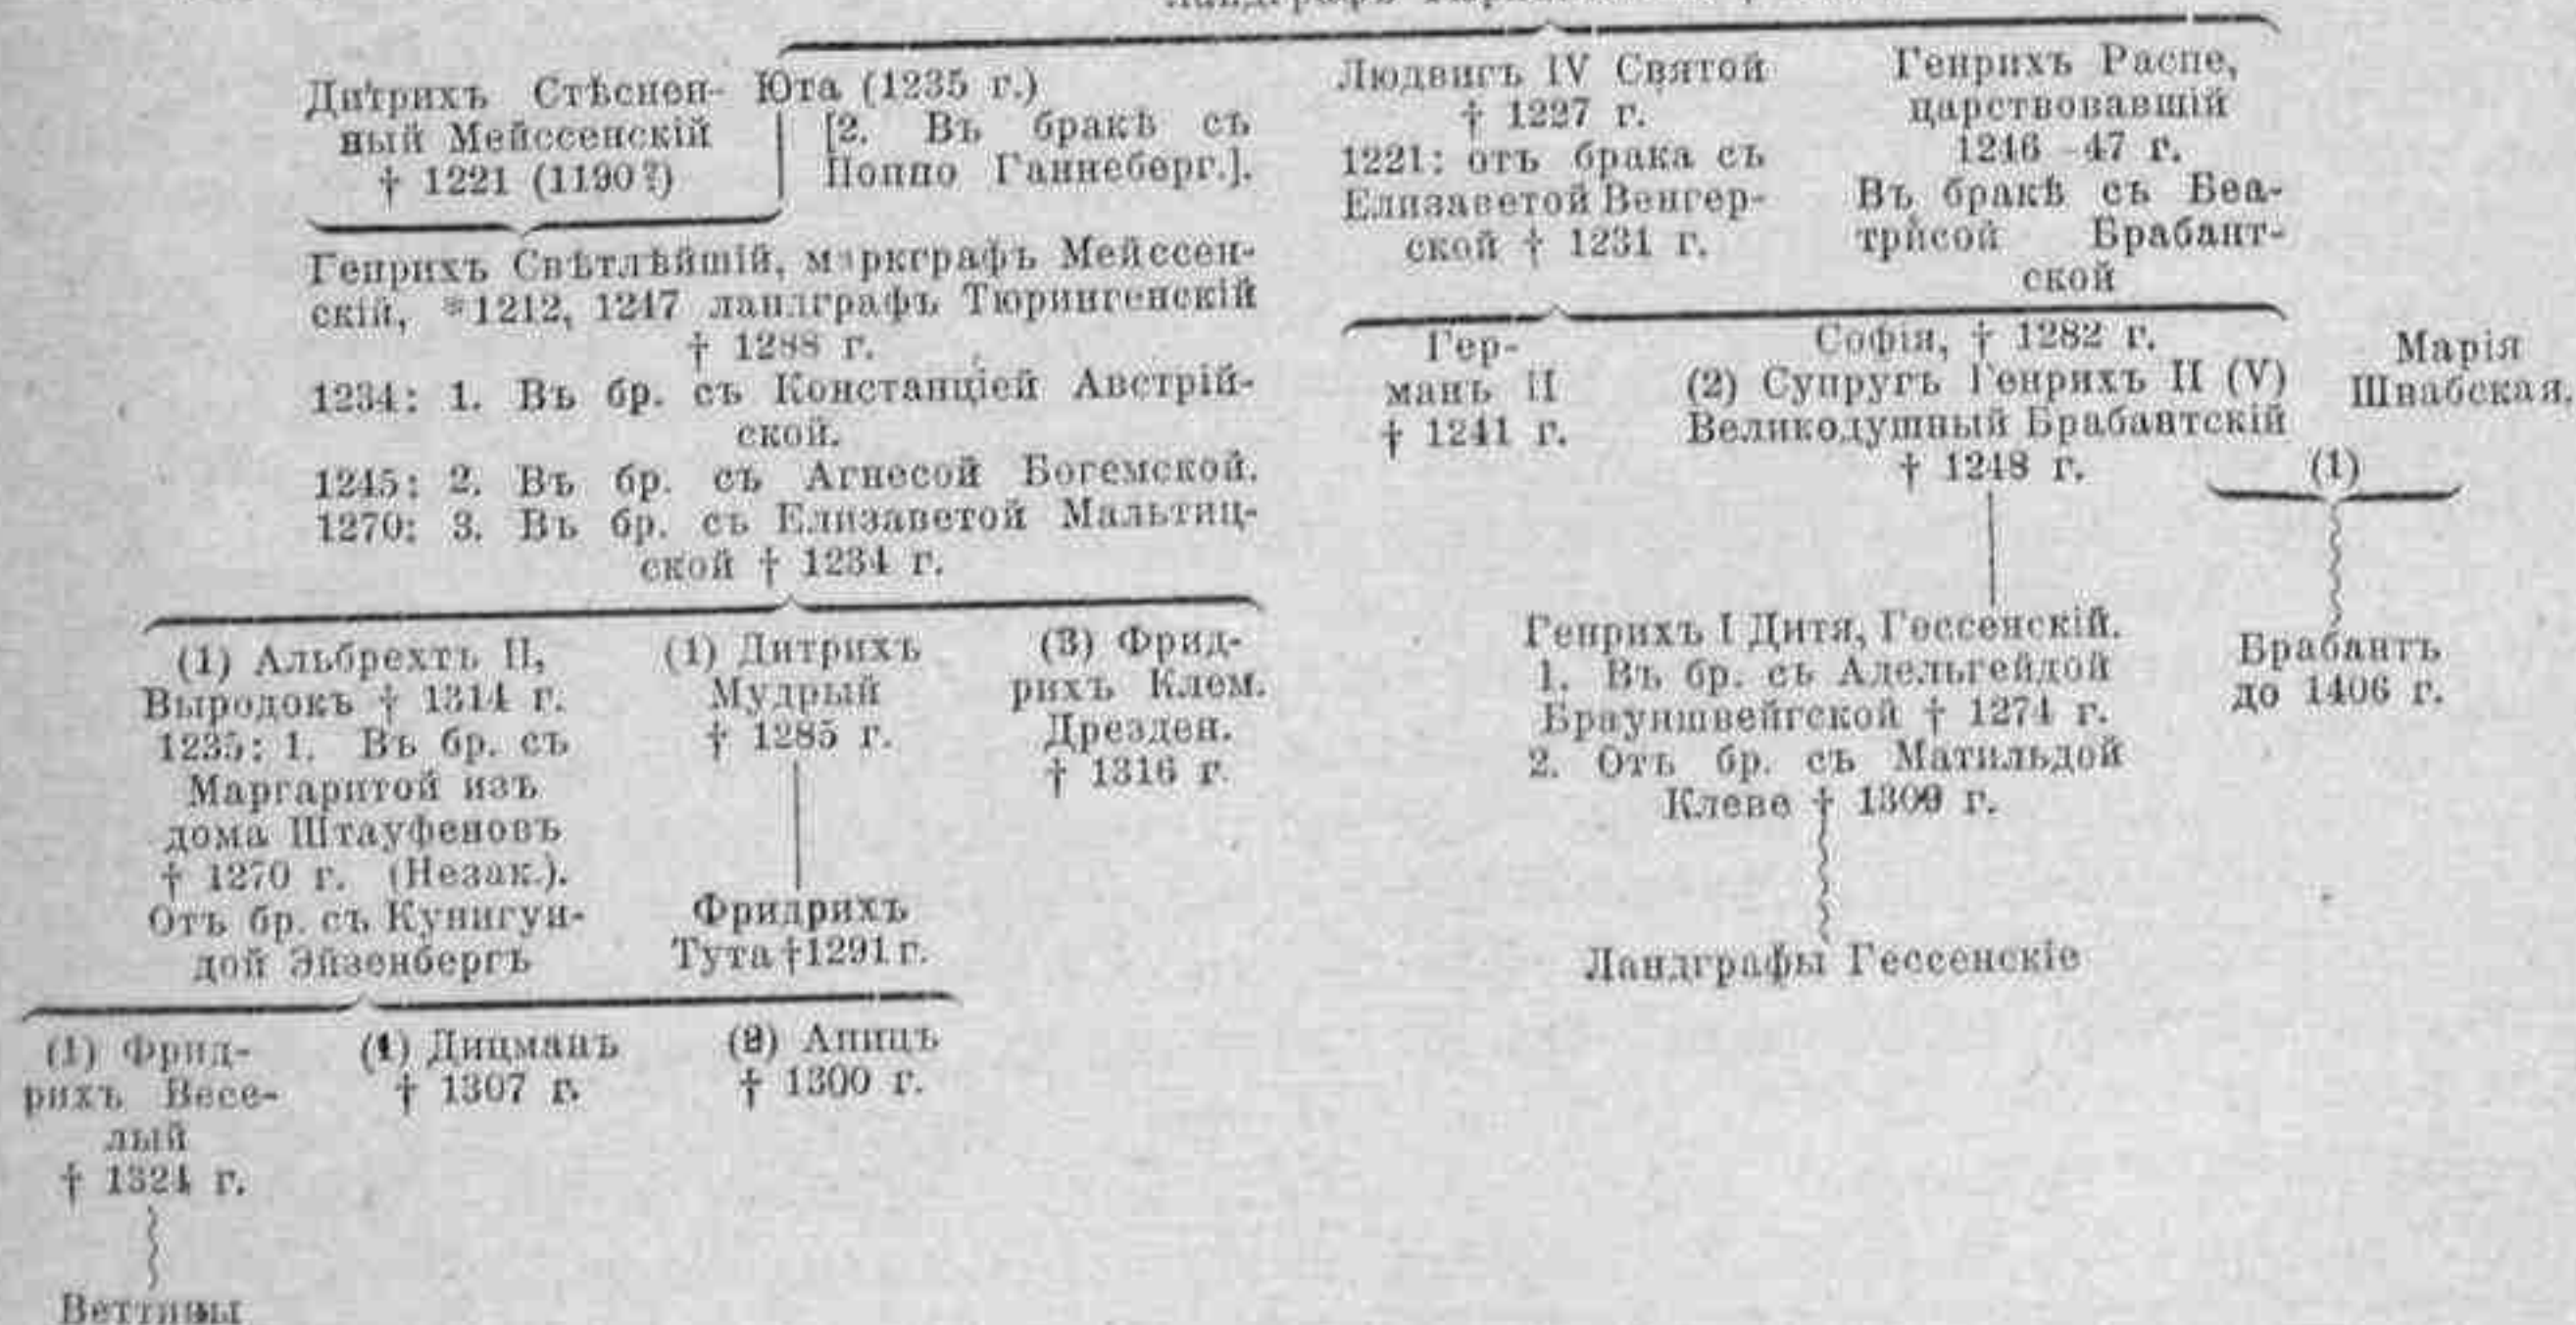 Дитрихъ Стѣснен-
ный Мейссенскій
† 1221 (1190?)
Юта (1235 г.)
[2. Въ бракѣ съ
Поппо Ганнеберг.].
Людвигъ IV Святой
† 1227 г.
1221: отъ брака съ
Елизаветой Венгер-
ской † 1231 г.
Генрихъ Распе,
царствовавшій
1246–47 г.
Въ бракѣ съ Беа-
трисой Брабант-
ской
Генрихъ Свѣтлѣйшій, маркграфъ Мейссен-
скій, *1212, 1247 ландграфъ Тюрингенскій
† 1288 г.
1234: 1. Въ бр. съ Констанціей Австрій-
ской.
1245: 2. Въ бр. съ Агнесой Богемской.
1270: 3. Въ бр. съ Елизаветой Мальтиц-
ской † 1234 г.
Гер-
манъ II
† 1241 г.
Софія, † 1282 г.
(2) Супругъ Генрихъ II (V)
Великодушный Брабантскій
† 1248 г.
Марія
Швабская.
(1)
(1) Альбрехтъ II,
Выродокъ † 1314 г.
1235: 1. Въ бр. съ
Маргаритой изъ
дома Штауфеновъ
† 1270 г. (Незак.).
Отъ бр. съ Кунигун-
дой Эйзенбергъ
(1) Дитрихъ
Мудрый
† 1285 г.
(3) Фрид-
рихъ Клем.
Дрезден.
† 1316 г.
Генрихъ I Дитя, Гессенскій.
1. Въ бр. съ Адельгейдой
Брауншвейгской † 1274 г.
2. Отъ бр. съ Матильдой
Клеве † 1309 г.
Брабантъ
до 1406 г.
Фридрихъ
Тута †1291 г.
Ландграфы Гессенскіе
(1) Фрид-
рихъ Весе-
лый
† 1324 г.
(1) Дицманъ
† 1307 г.
(2) Апицъ
† 1300 г.
Веттины